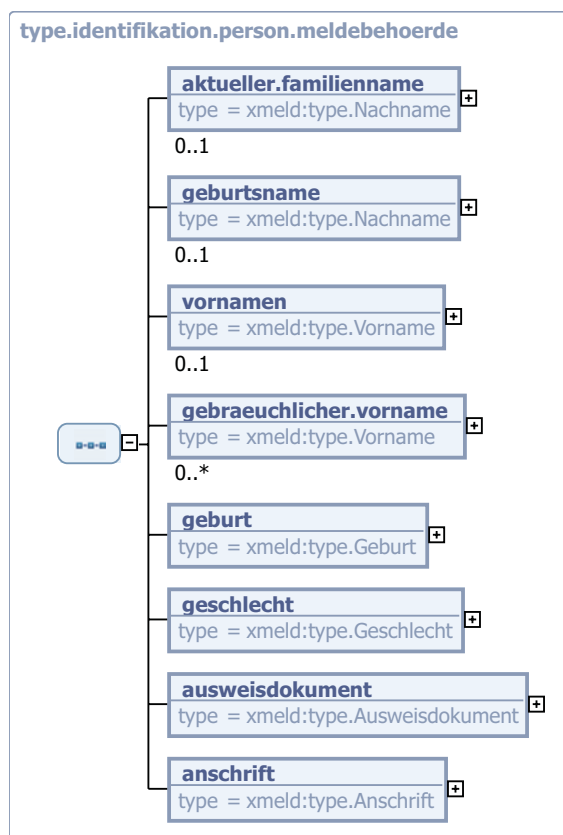 type.identifikation.person.meldebehoerde
aktueller.familienname
type = xmeld:type.Nachname
0..1
geburtsname
type = xmeld:type.Nachname
0..1
vornamen
type = xmeld:type.Vorname
0..1
gebraeuchlicher.vorname
type = xmeld:type.Vorname
0..*
geburt
type = xmeld:type.Geburt
geschlecht
type = xmeld:type.Geschlecht
ausweisdokument
type = xmeld:type.Ausweisdokument
anschrift
type = xmeld:type.Anschrift